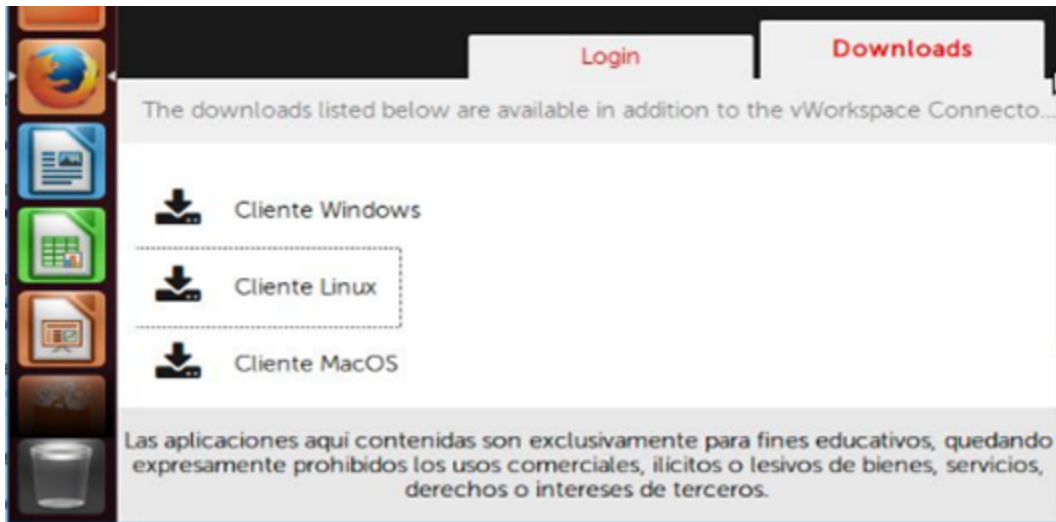 Login
Downloads
The downloads listed below are available in addition to the vWorkspace Connecto...
Cliente Windows
Cliente Linux
Cliente MacOS
Las aplicaciones aquí contenidas son exclusivamente para fines educativos, quedando
expresamente prohibidos los usos comerciales, ilícitos o lesivos de bienes, servicios,
derechos o intereses de terceros.